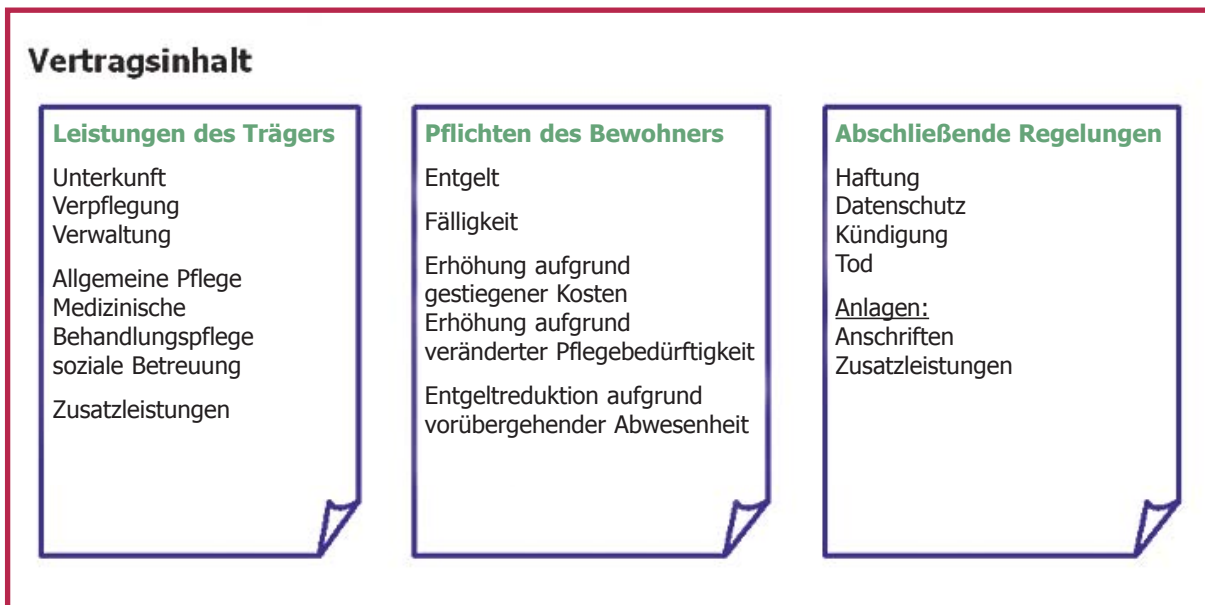 Vertragsinhalt
Leistungen des Trägers
Unterkunft
Verpflegung
Verwaltung
Allgemeine Pflege
Medizinische
Behandlungspflege
soziale Betreuung
Zusatzleistungen
Pflichten des Bewohners
Entgelt
Fälligkeit
Erhöhung aufgrund
gestiegener Kosten
Erhöhung aufgrund
veränderter Pflegebedürftigkeit
Entgeltreduktion aufgrund
vorübergehender Abwesenheit
Abschließende Regelungen
Haftung
Datenschutz
Kündigung
Tod
Anlagen:
Anschriften
Zusatzleistungen